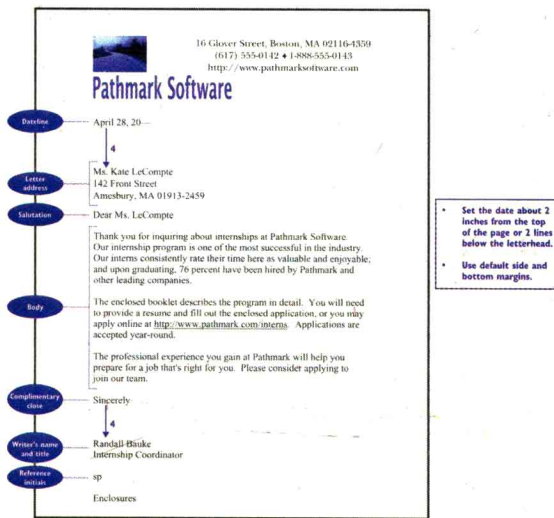 16 Glover Street, Boston, MA 02116-4359
(617) 555-0142 ♦ 1-888-555-0143
http://www.pathmarksoftware.com
Pathmark Software
Dateline
April 28, 20—
4
Letter address
Ms. Kate LeCompte
142 Front Street
Amesbury, MA 01913-2459
Salutation
Dear Ms. LeCompte
Thank you for inquiring about internships at Pathmark Software.
Our internship program is one of the most successful in the industry.
Our interns consistently rate their time here as valuable and enjoyable;
and upon graduating, 76 percent have been hired by Pathmark and
other leading companies.
Body
The enclosed booklet describes the program in detail. You will need
to provide a resume and fill out the enclosed application, or you may
apply online at http://www.pathmark.com/interns. Applications are
accepted year-round.
The professional experience you gain at Pathmark will help you
prepare for a job that's right for you. Please consider applying to
join our team.
Complimentary close
Sincerely
4
Writer's name and title
Randall Bauke
Internship Coordinator
Reference initials
sp
Enclosures
• Set the date about 2
inches from the top
of the page or 2 lines
below the letterhead.
• Use default side and
bottom margins.